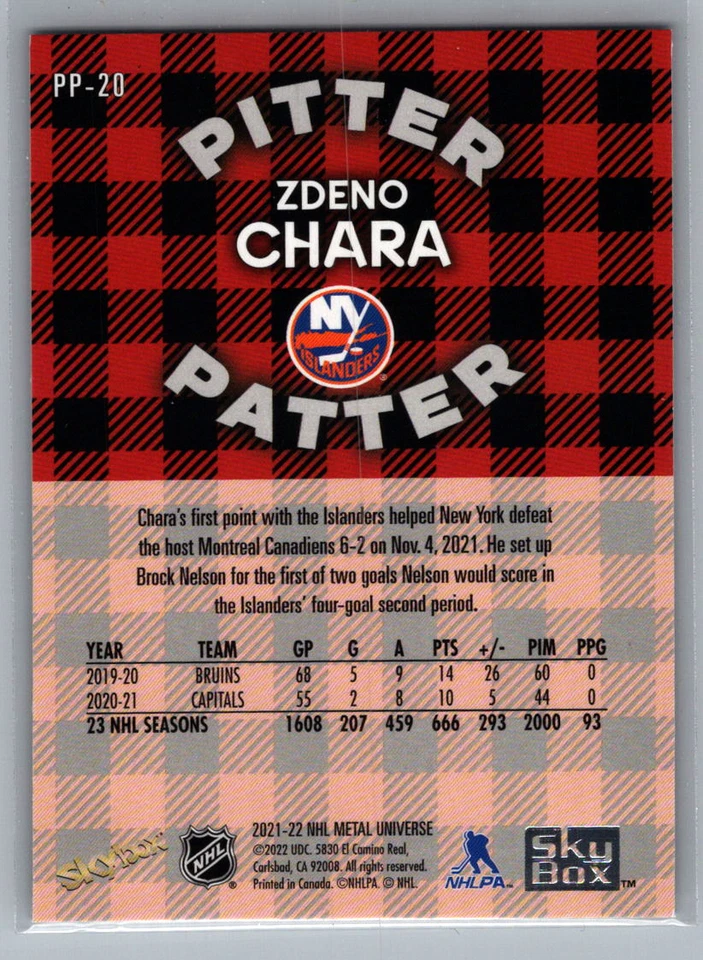 PP-20
PITTER
ZDENO
CHARA
NY
ISLANDERS
PATTER
Chara's first point with the Islanders helped New York defeat
the host Montreal Canadiens 6-2 on Nov. 4, 2021. He set up
Brock Nelson for the first of two goals Nelson would score in
the Islanders' four-goal second period.
YEAR TEAM GP G A PTS +/- PIM PPG
2019-20 BRUINS 68 5 9 14 26 60 0
2020-21 CAPITALS 55 2 8 10 5 44 0
23 NHL SEASONS 1608 207 459 666 293 2000 93
skybox
NHL
®
2021-22 NHL METAL UNIVERSE
©2022 UDC. 5830 El Camino Real,
Carlsbad, CA 92008. All rights reserved.
Printed in Canada. ©NHLPA. © NHL.
NHLPA™
Sky
Box™